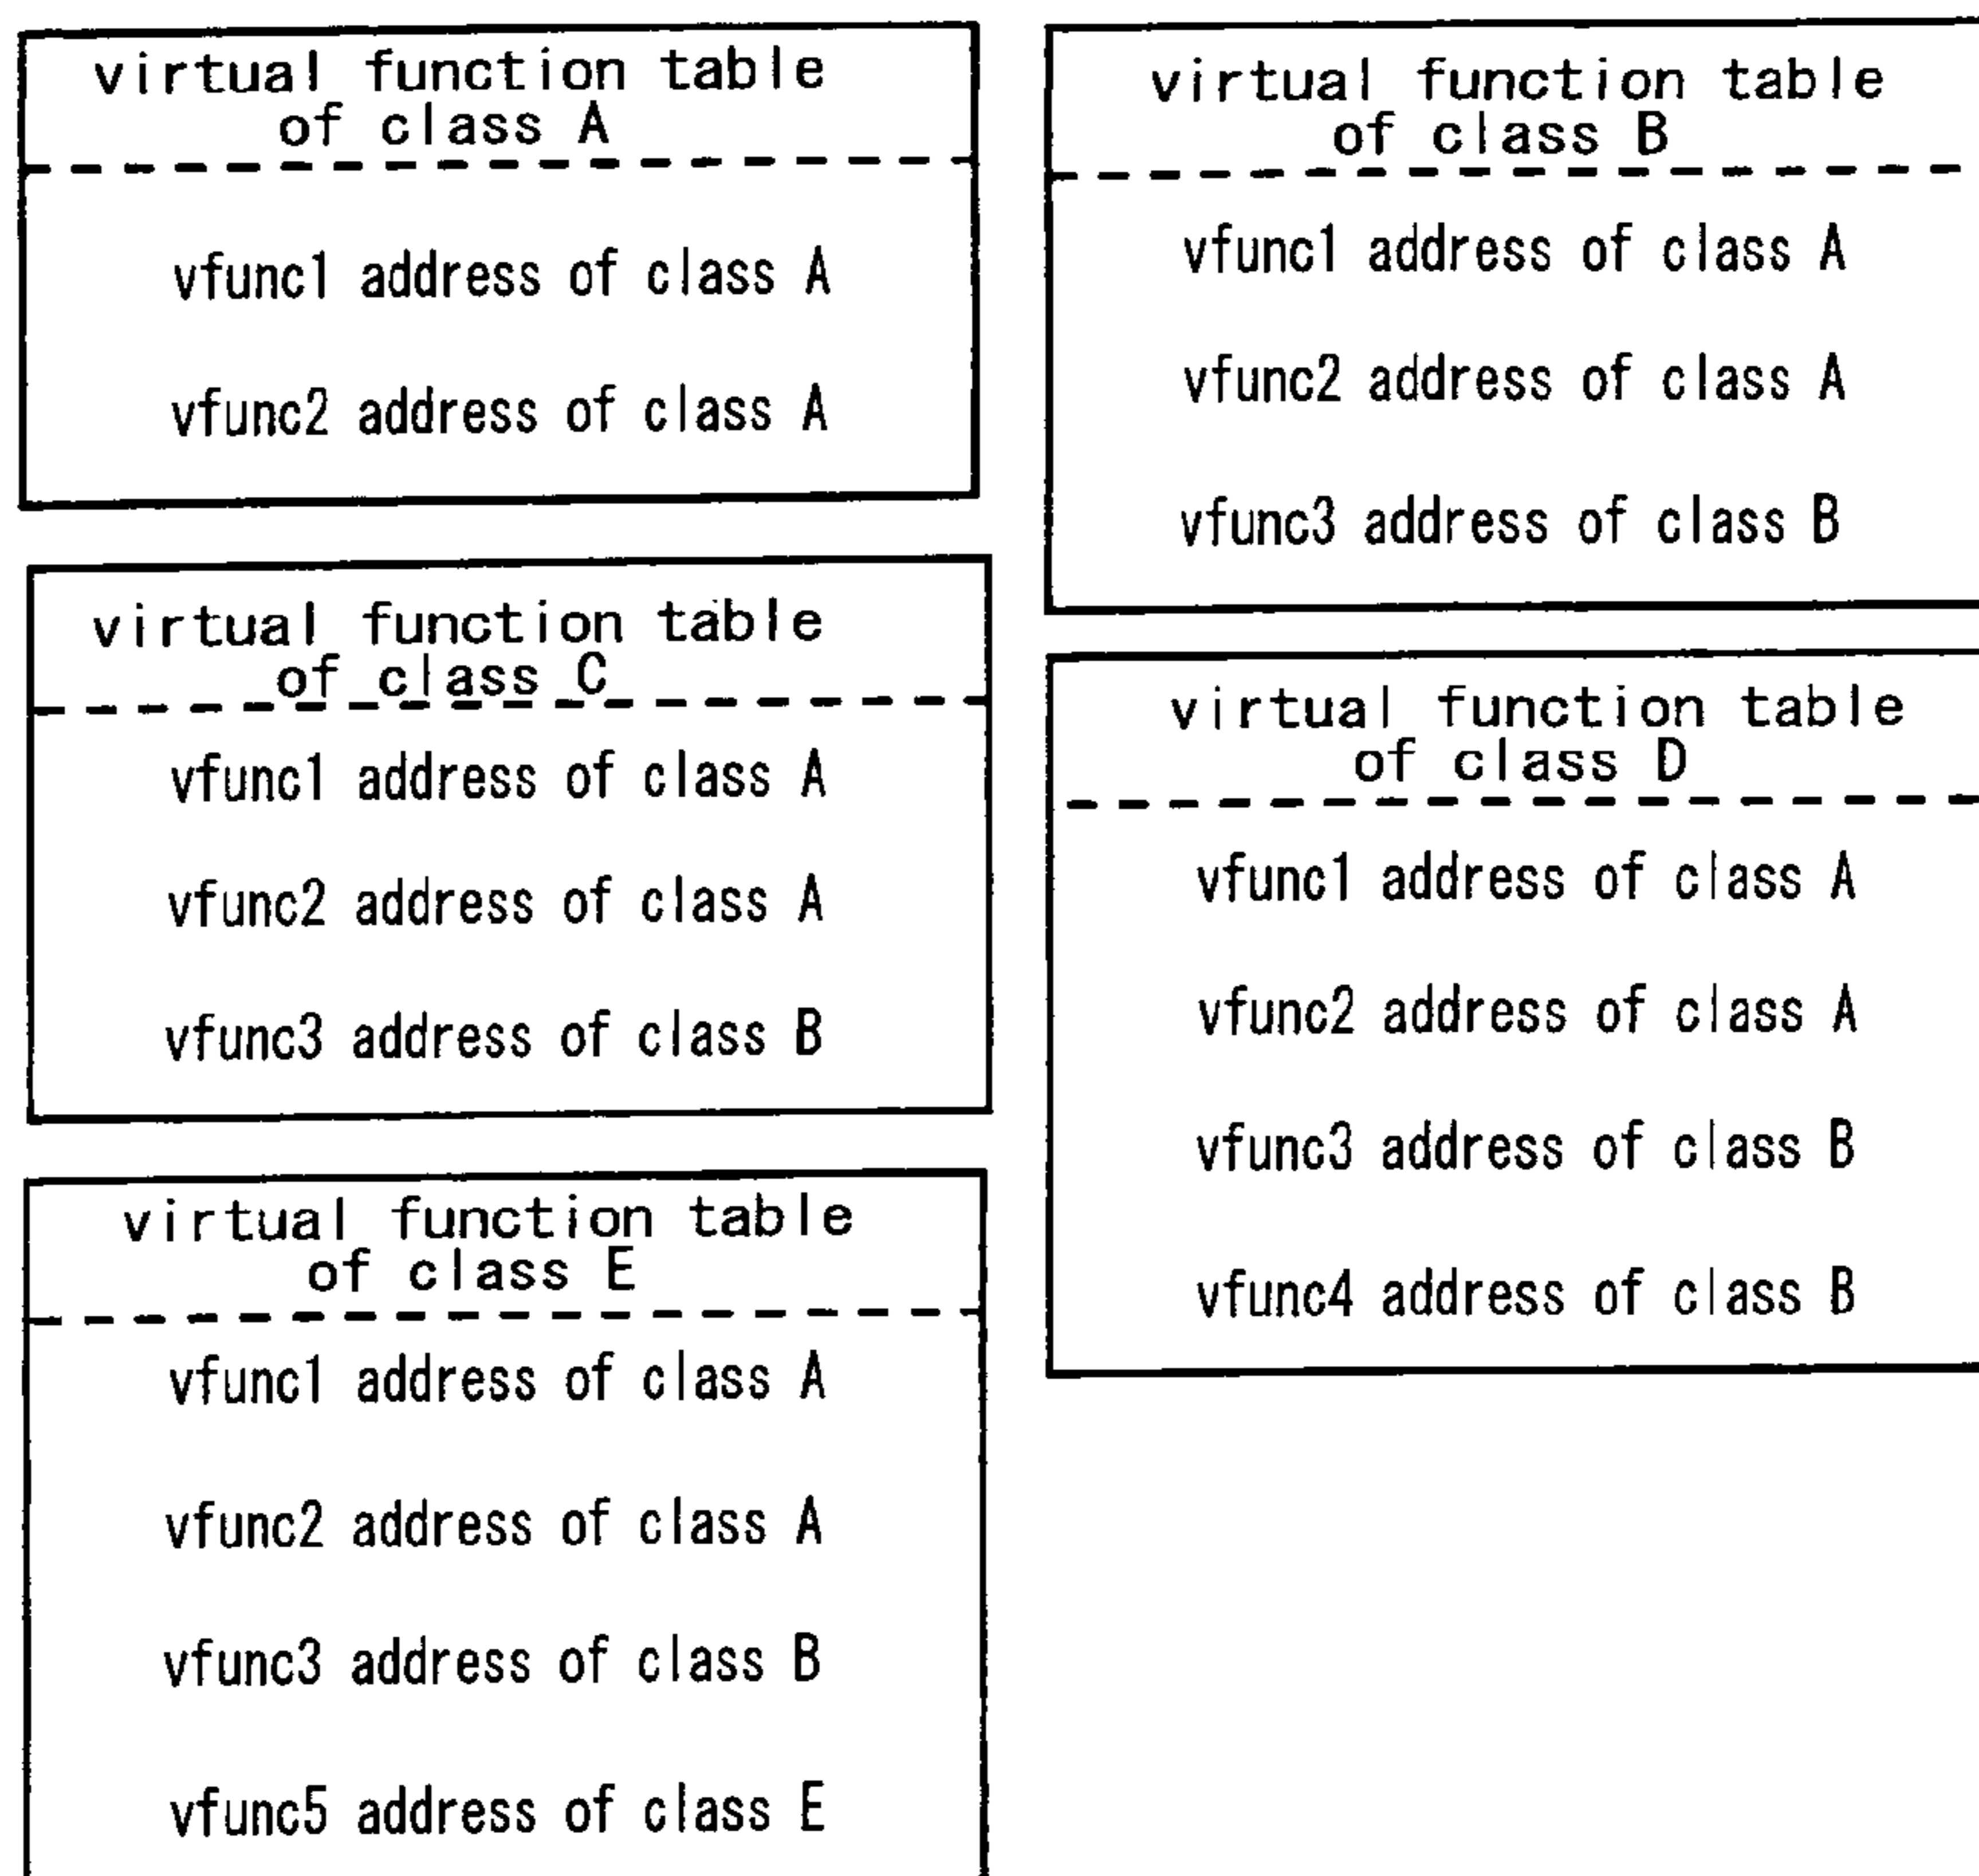 virtual function table
of class A
vfunc1 address of class A
vfunc2 address of class A
virtual function table
of class B
vfunc1 address of class A
vfunc2 address of class A
vfunc3 address of class B
virtual function table
of class C
vfunc1 address of class A
vfunc2 address of class A
vfunc3 address of class B
virtual function table
of class D
vfunc1 address of class A
vfunc2 address of class A
vfunc3 address of class B
vfunc4 address of class B
virtual function table
of class E
vfunc1 address of class A
vfunc2 address of class A
vfunc3 address of class B
vfunc5 address of class E